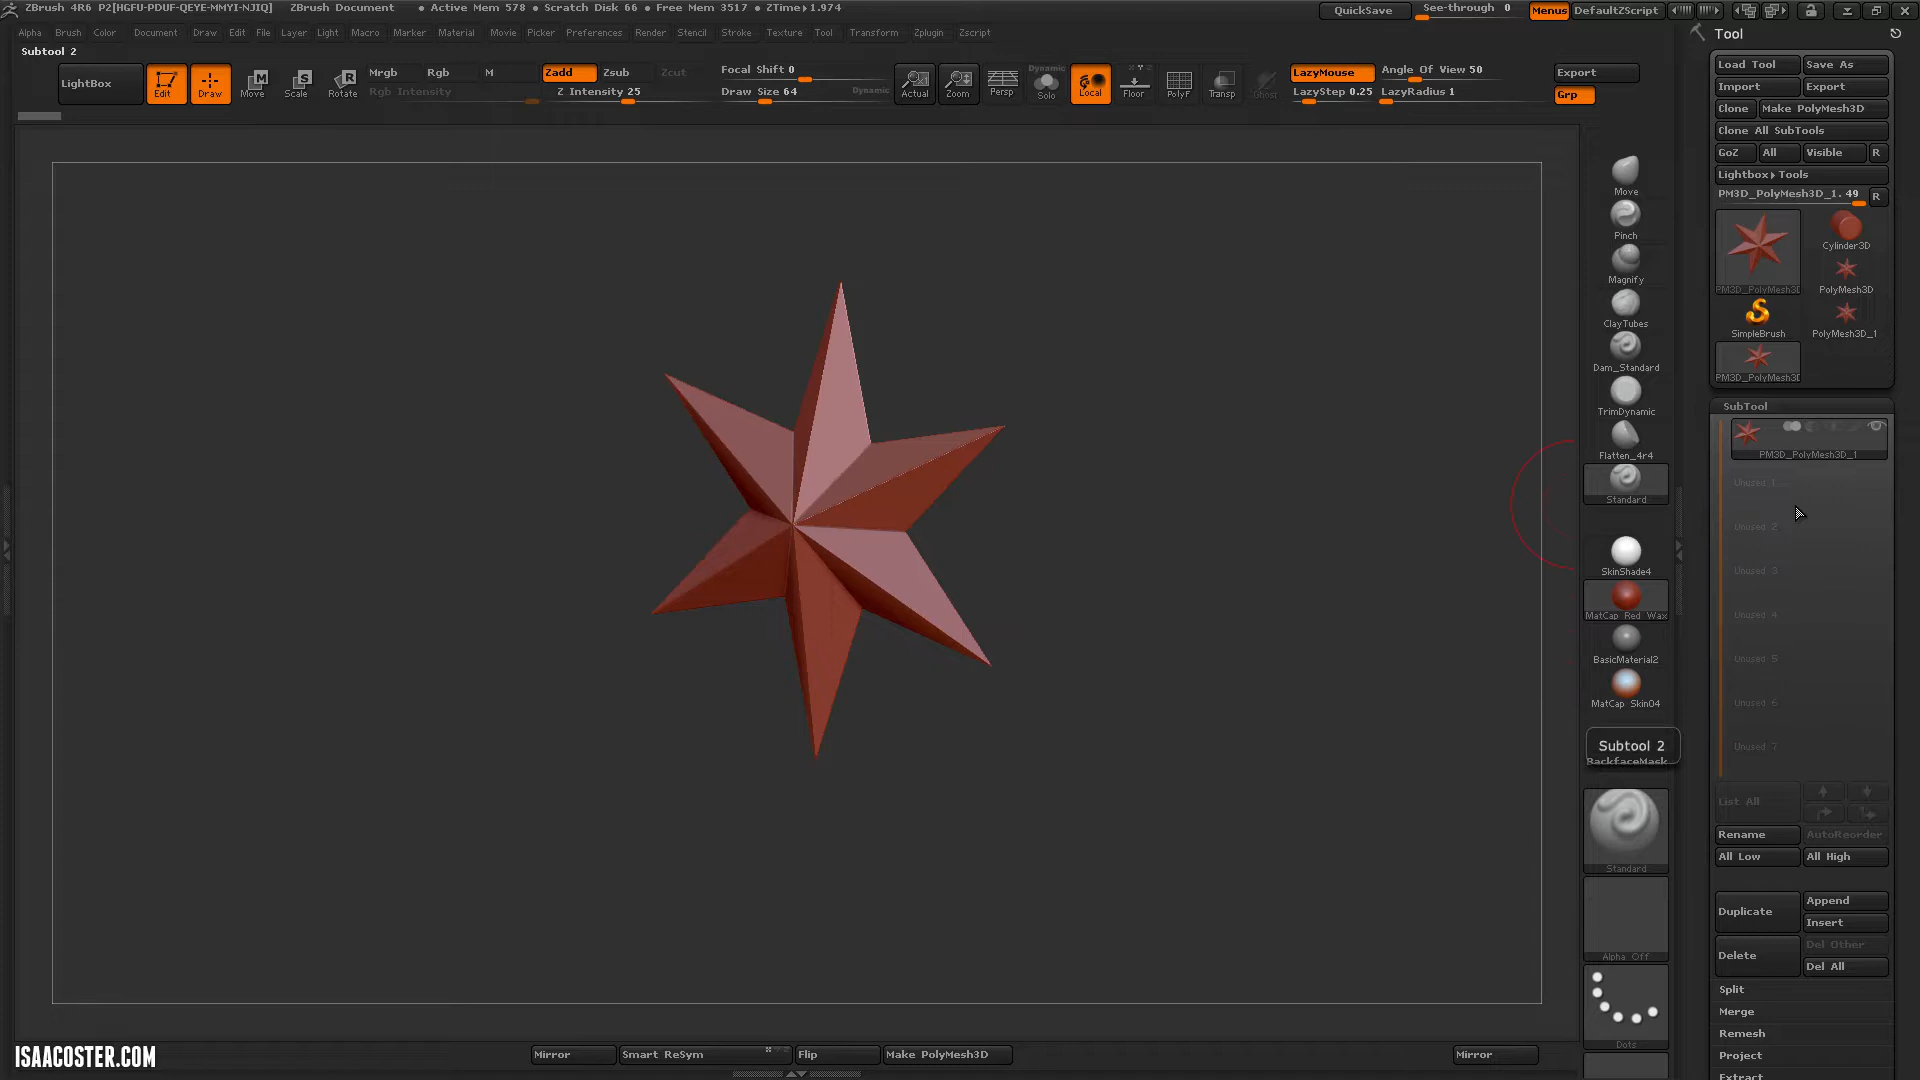 ZBrush 4R6 P2[HGFU-PDUF-QEYE-MMYI-NJIQ] ZBrush Document • Active Mem 578 • Scratch Disk 66 • Free Mem 3517 • ZTime▸1.974 QuickSave See-through 0 Menus DefaultZScript
Alpha Brush Color Document Draw Edit File Layer Light Macro Marker Material Movie Picker Preferences Render Stencil Stroke Texture Tool Transform Zplugin Zscript
Subtool 2
LightBox
Edit
Draw
Move
Scale
Rotate
Mrgb Rgb M
Rgb Intensity
Zadd Zsub Zcut
Z Intensity 25
Focal Shift 0
Draw Size 64 Dynamic
Actual
Zoom
Persp
Dynamic
Solo
Local
Floor
PolyF
Transp
Ghost
LazyMouse Angle Of View 50
LazyStep 0.25 LazyRadius 1
Export
Grp
Move
Pinch
Magnify
ClayTubes
Dam_Standard
TrimDynamic
Flatten_4r4
Standard
SkinShade4
MatCap Red Wax
BasicMaterial2
MatCap Skin04
Subtool 2
BackfaceMask
Standard
Alpha Off
Dots
Tool
Load Tool Save As
Import Export
Clone Make PolyMesh3D
Clone All SubTools
GoZ All Visible R
Lightbox▸Tools
PM3D_PolyMesh3D_1. 49 R
PM3D_PolyMesh3D
Cylinder3D
PolyMesh3D
SimpleBrush
PolyMesh3D_1
PM3D_PolyMesh3D
SubTool
PM3D_PolyMesh3D_1
Unused 1
Unused 2
Unused 3
Unused 4
Unused 5
Unused 6
Unused 7
List All
Rename AutoReorder
All Low All High
Duplicate Append
Insert
Delete Del Other
Del All
Split
Merge
Remesh
Project
Extract
Mirror Smart ReSym Flip Make PolyMesh3D Mirror
ISAACOSTER.COM